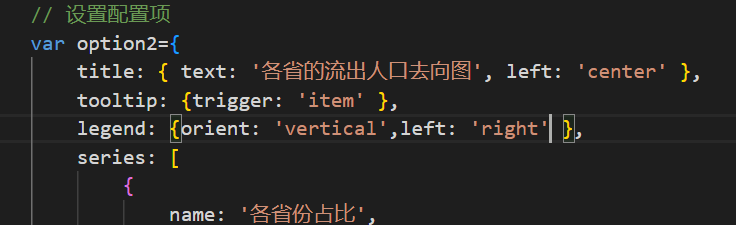 // 设置配置项
var option2={
title: { text: '各省的流出人口去向图', left: 'center' },
tooltip: {trigger: 'item' },
legend: {orient: 'vertical',left: 'right' },
series: [
{
name: '各省份占比',